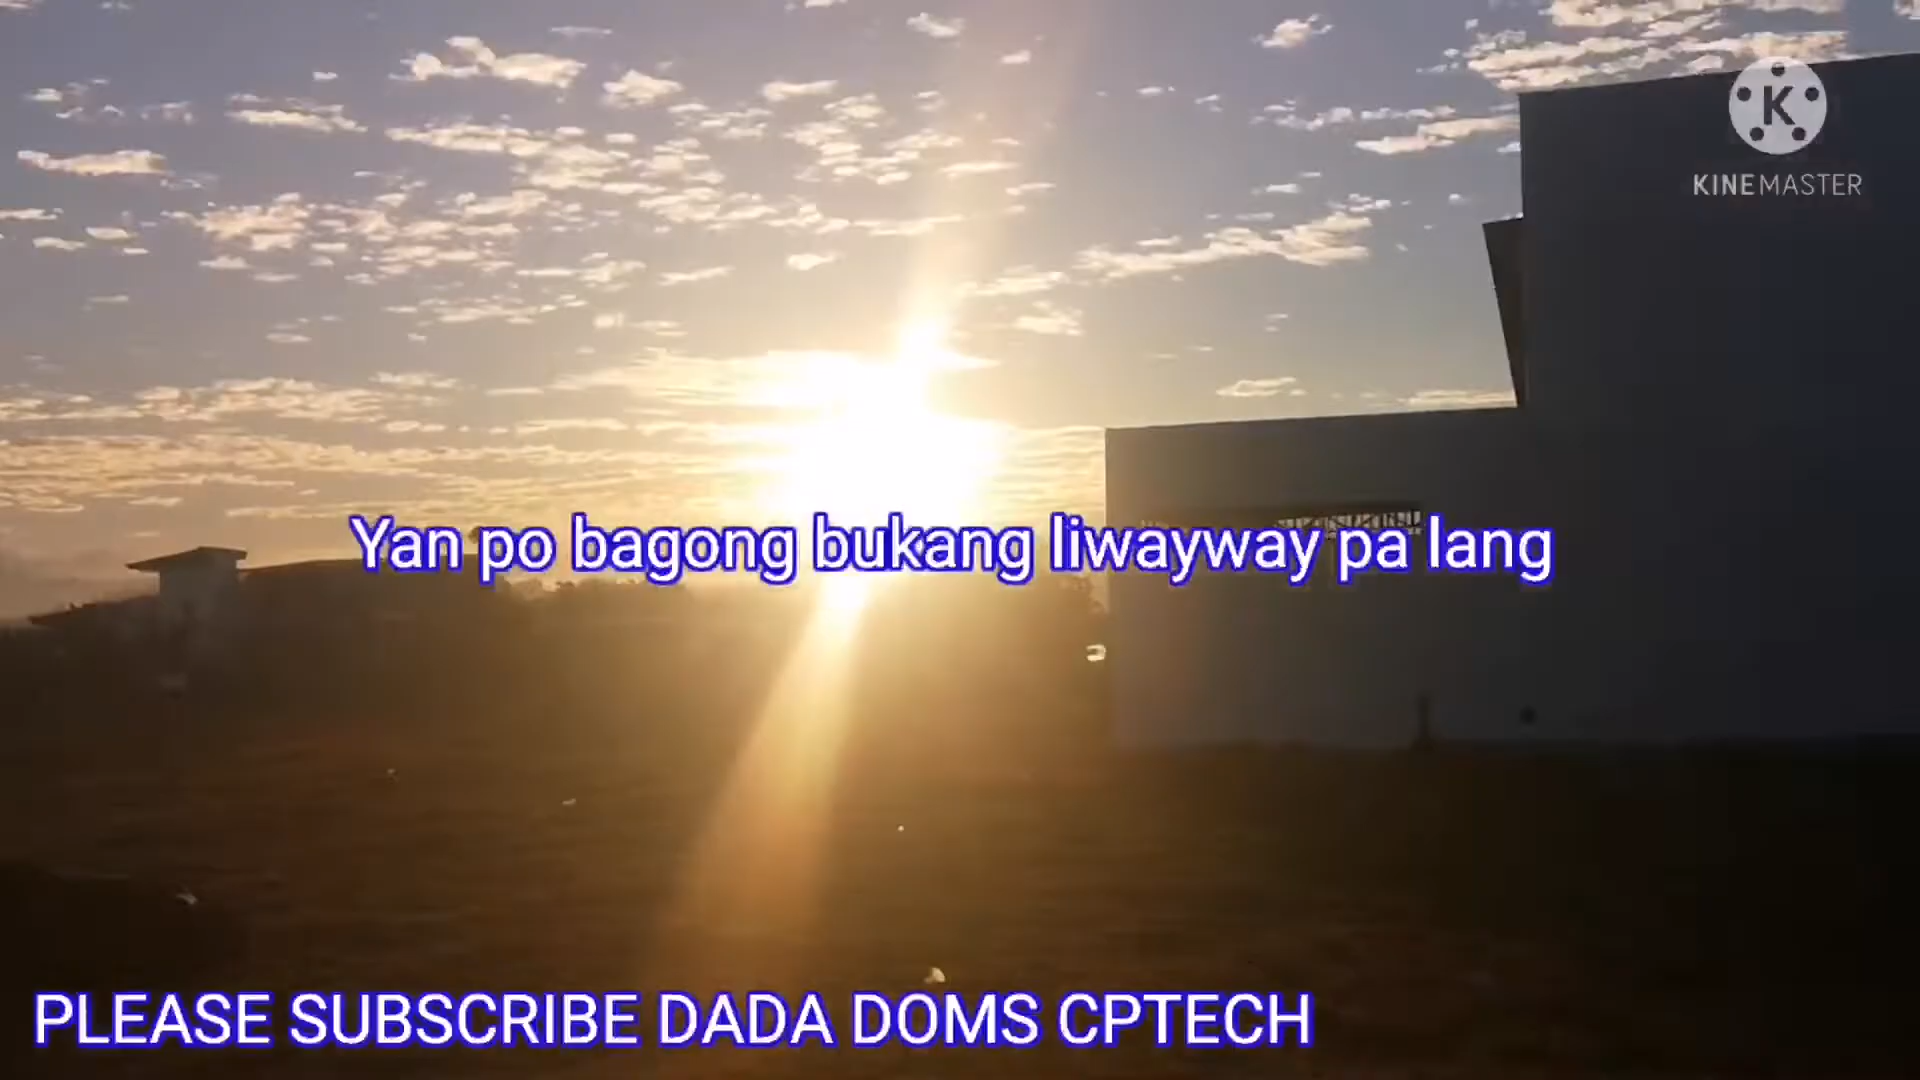 K
KINEMASTER
Yan po bagong bukang liwayway pa lang
PLEASE SUBSCRIBE DADA DOMS CPTECH